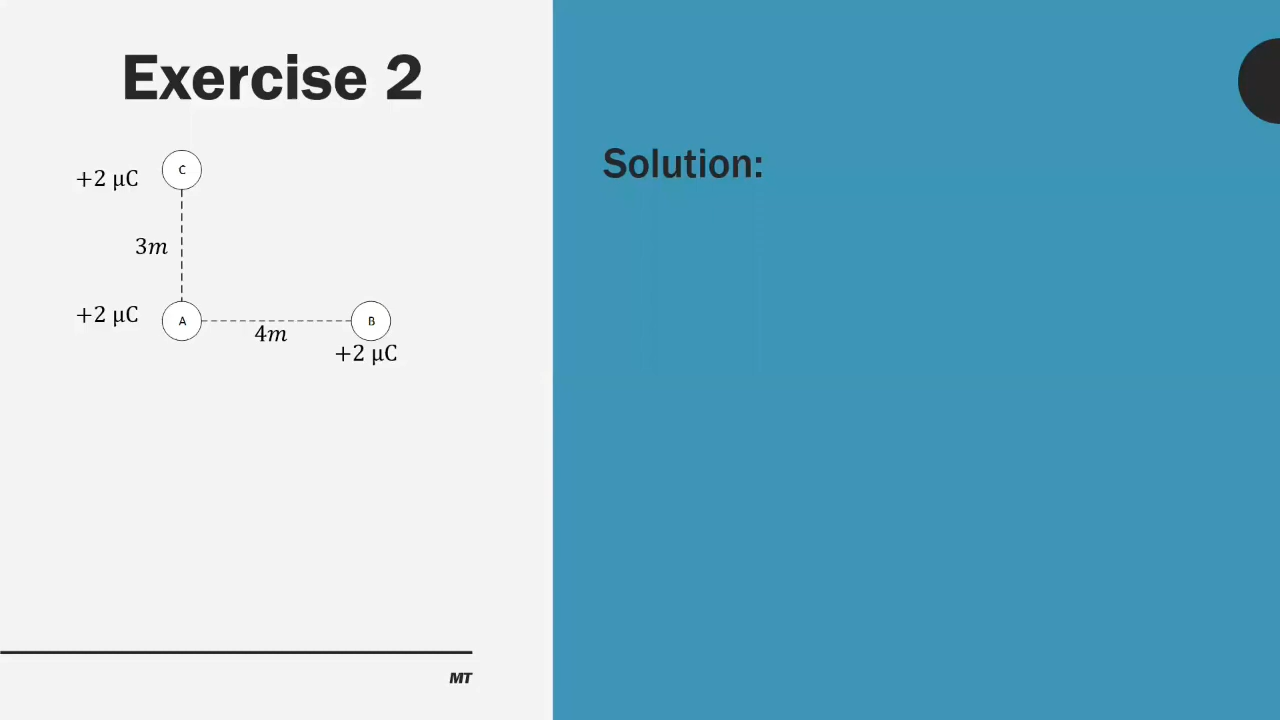 Exercise 2
C
+2 μC
3m
+2 μC
A
B
4m
+2 μC
MT
Solution: